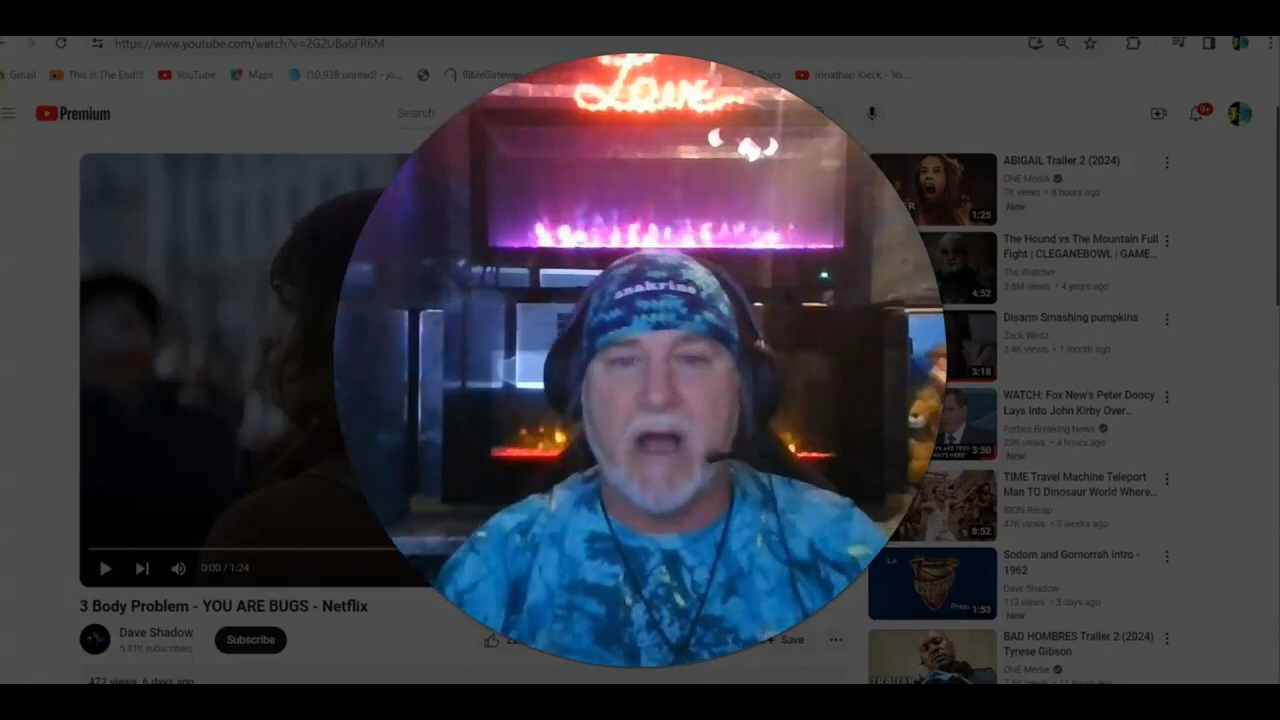 https://www.youtube.com/watch?v=2G2UBa6FR6M
Gmail
This is The End!!!
YouTube
Maps
(10,939 unread) - jo...
BibleGateway
Tours
Jonathan Kleck - Yo...
Love
Premium
Search
9+
anakrino
ABIGAIL Trailer 2 (2024)
ONE Media
7K views • 8 hours ago
New
1:25
The Hound vs The Mountain Full
Fight | CLEGANEBOWL | GAME...
The Watcher
3.8M views • 4 years ago
4:52
Disarm Smashing pumpkins
Zack Wintz
2.4K views • 1 month ago
3:18
WATCH: Fox New's Peter Doocy
Lays Into John Kirby Over...
Forbes Breaking News
29K views • 4 hours ago
New
3:50
TIME Travel Machine Teleport
Man TO Dinosaur World Where...
IRON Recap
47K views • 3 weeks ago
8:52
Sodom and Gomorrah intro -
1962
Dave Shadow
113 views • 3 days ago
New
1:53
BAD HOMBRES Trailer 2 (2024)
Tyrese Gibson
ONE Media
TRAILER
0:00 / 1:24
3 Body Problem - YOU ARE BUGS - Netflix
Dave Shadow
5.81K subscribers
Subscribe
Save
472 views 6 days ago